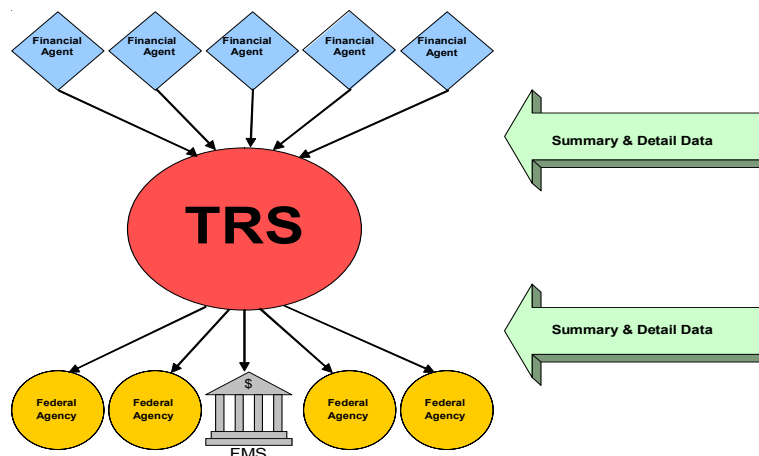 Financial
Agent
Financial
Agent
Financial
Agent
Financial
Agent
Financial
Agent
Summary & Detail Data
TRS
Summary & Detail Data
$
Federal
Agency
Federal
Agency
Federal
Agency
Federal
Agency
FMS